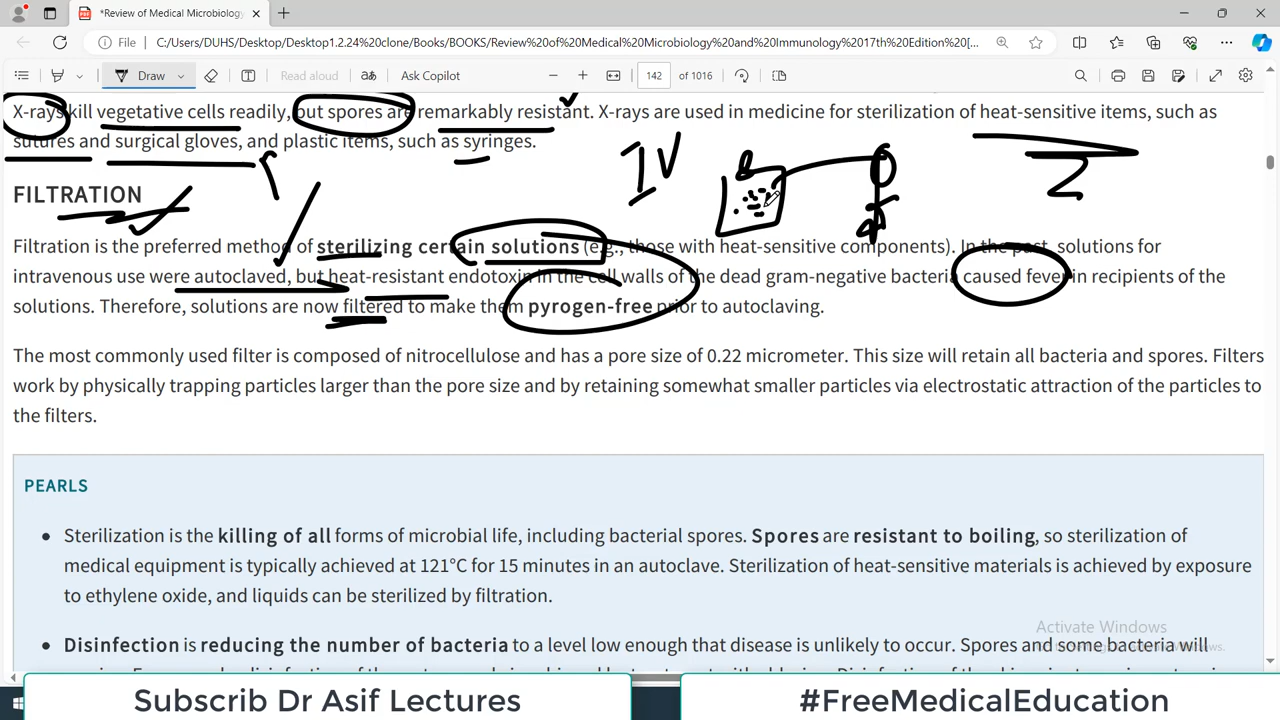 *Review of Medical Microbiology
File
C:/Users/DUHS/Desktop/Desktop1.2.24%20clone/Books/BOOKS/Review%20of%20Medical%20Microbiology%20and%20Immunology%2017th%20Edition%20[...
Draw
Read aloud
Ask Copilot
142 of 1016
X-rays kill vegetative cells readily, but spores are remarkably resistant. X-rays are used in medicine for sterilization of heat-sensitive items, such as
sutures and surgical gloves, and plastic items, such as syringes.
IV
FILTRATION
Filtration is the preferred method of sterilizing certain solutions (e.g., those with heat-sensitive components). In the past, solutions for
intravenous use were autoclaved, but heat-resistant endotoxin in the cell walls of the dead gram-negative bacteria caused fever in recipients of the
solutions. Therefore, solutions are now filtered to make them pyrogen-free prior to autoclaving.
The most commonly used filter is composed of nitrocellulose and has a pore size of 0.22 micrometer. This size will retain all bacteria and spores. Filters
work by physically trapping particles larger than the pore size and by retaining somewhat smaller particles via electrostatic attraction of the particles to
the filters.
PEARLS
• Sterilization is the killing of all forms of microbial life, including bacterial spores. Spores are resistant to boiling, so sterilization of
medical equipment is typically achieved at 121°C for 15 minutes in an autoclave. Sterilization of heat-sensitive materials is achieved by exposure
to ethylene oxide, and liquids can be sterilized by filtration.
Activate Windows
• Disinfection is reducing the number of bacteria to a level low enough that disease is unlikely to occur. Spores and some bacteria will
Subscrib Dr Asif Lectures
#FreeMedicalEducation